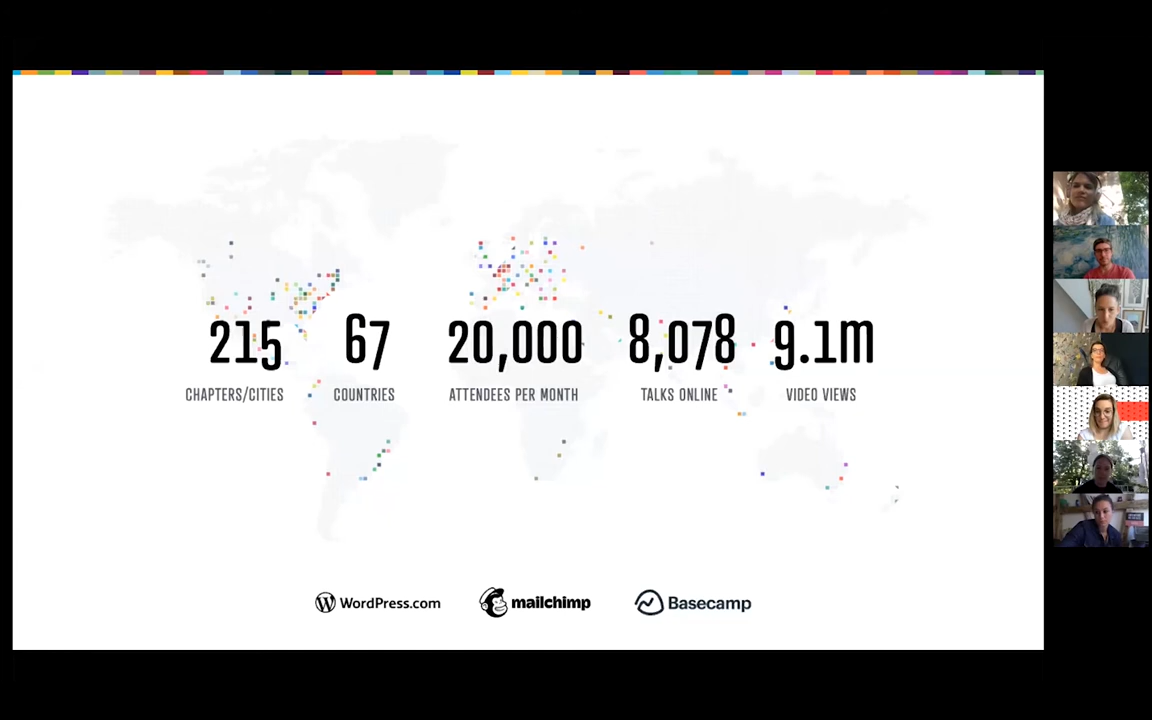 215 67 20,000 8,078 9.1m
CHAPTERS/CITIES COUNTRIES ATTENDEES PER MONTH TALKS ONLINE VIDEO VIEWS
WordPress.com mailchimp Basecamp